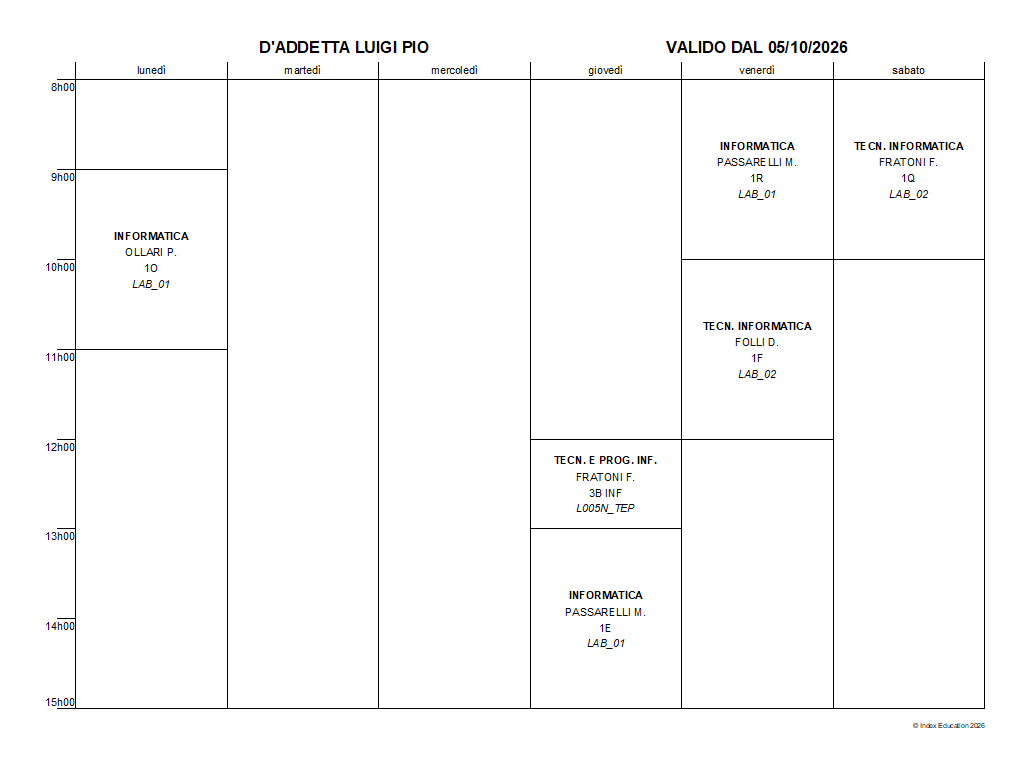 D'ADDETTA LUIGI PIO
VALIDO DAL 05/10/2026
lunedì
martedì
mercoledì
giovedì
venerdì
sabato
8h00
9h00
10h00
11h00
12h00
13h00
14h00
15h00
INFORMATICA
OLLARI P.
1O
LAB_01
TECN. E PROG. INF.
FRATONI F.
3B INF
L005N_TEP
INFORMATICA
PASSARELLI M.
1E
LAB_01
INFORMATICA
PASSARELLI M.
1R
LAB_01
TECN. INFORMATICA
FOLLI D.
1F
LAB_02
TECN. INFORMATICA
FRATONI F.
1Q
LAB_02
© Index Education 2026